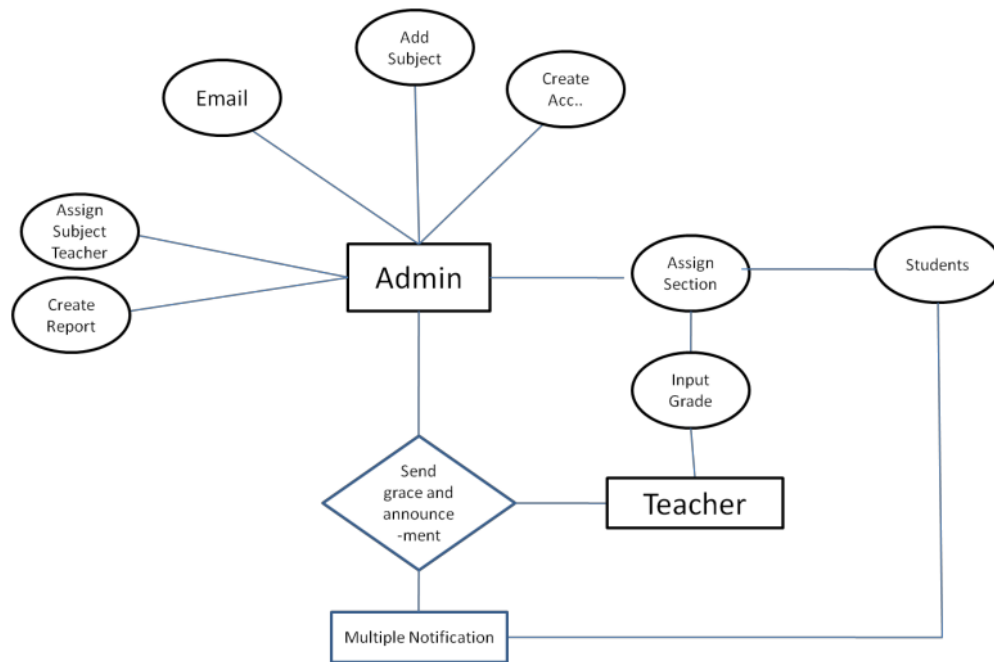 Add
Subject
Email
Create
Acc..
Assign
Subject
Teacher
Admin
Assign
Section
Students
Create
Report
Input
Grade
Send
grace and
announce
-ment
Teacher
Multiple Notification